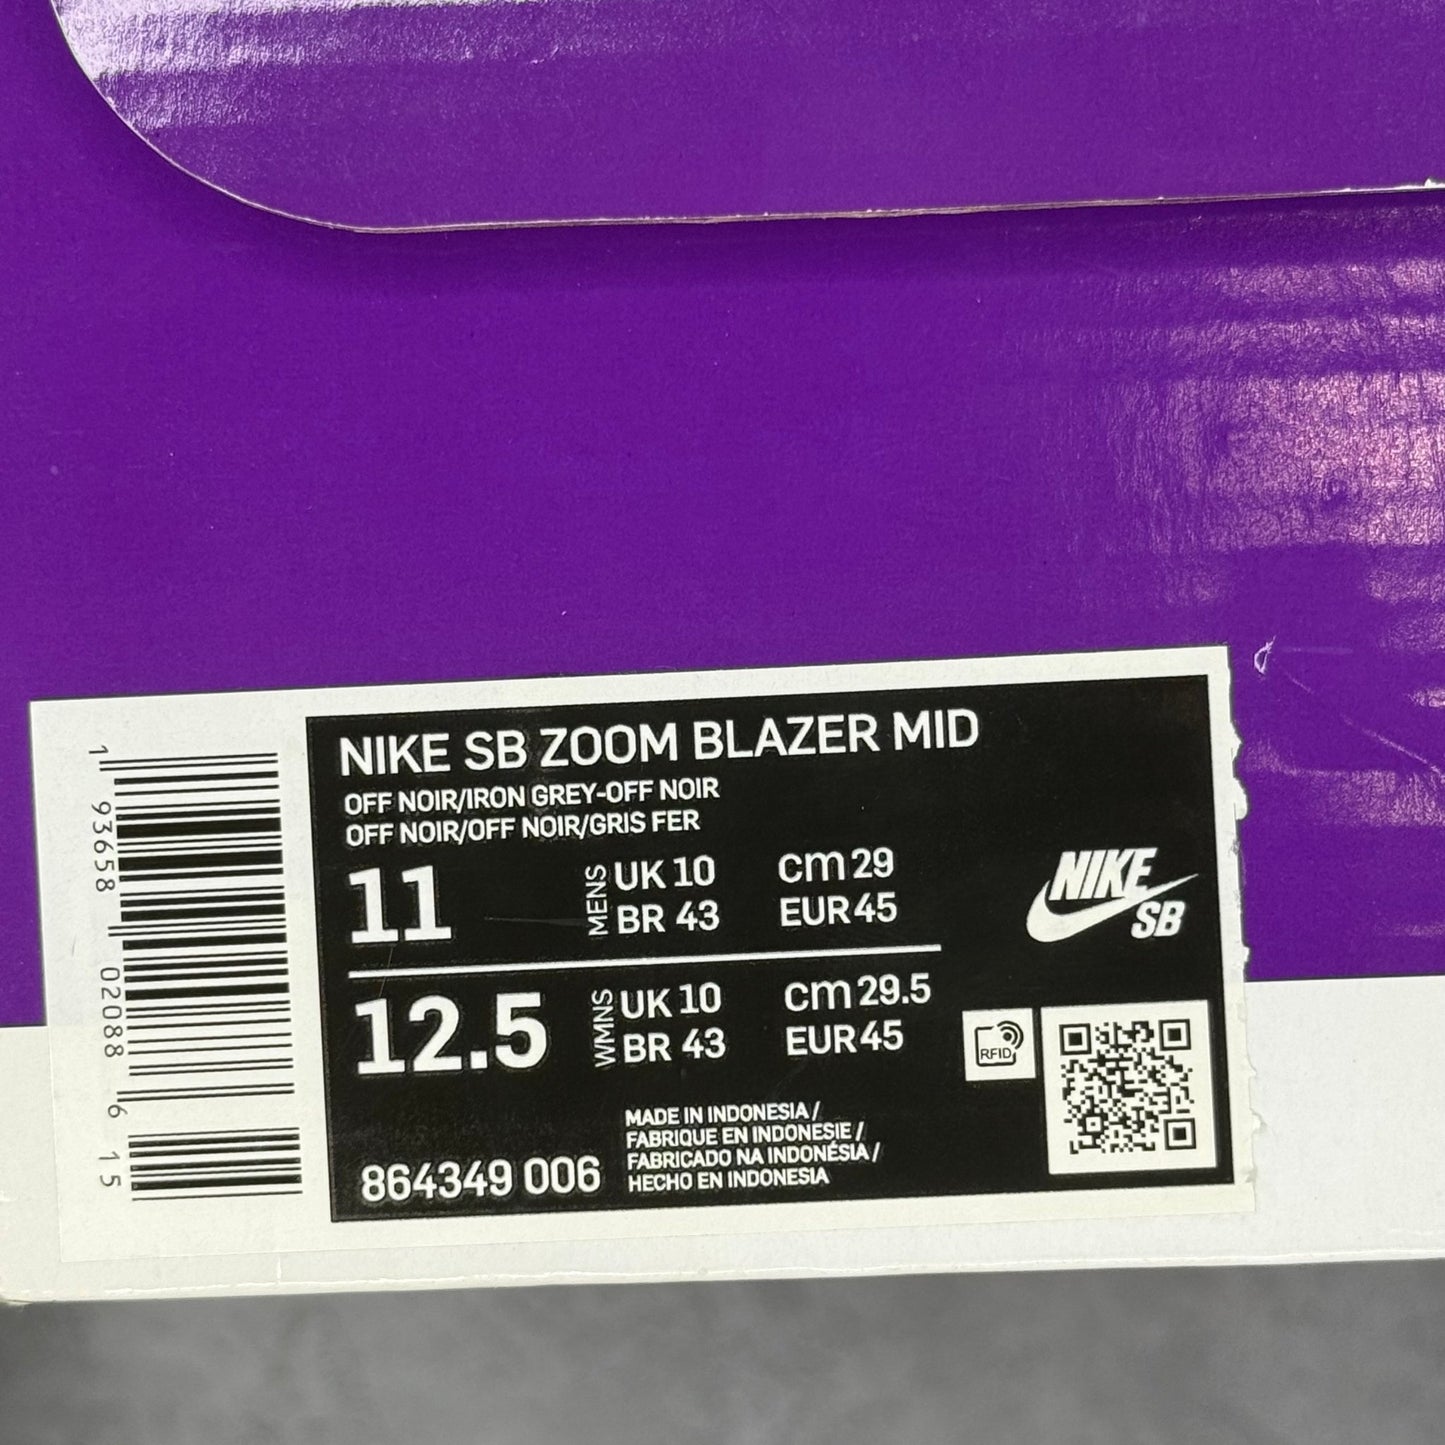 NIKE SB ZOOM BLAZER MID
OFF NOIR/IRON GREY-OFF NOIR
OFF NOIR/OFF NOIR/GRIS FER
11 MENS UK 10 cm 29
BR 43 EUR 45
12.5 WMNS UK 10 cm 29.5
BR 43 EUR 45
NIKE
SB
RFID
MADE IN INDONESIA /
FABRIQUE EN INDONESIE /
FABRICADO NA INDONÉSIA /
HECHO EN INDONESIA
864349 006
1 93658 02088 6 15